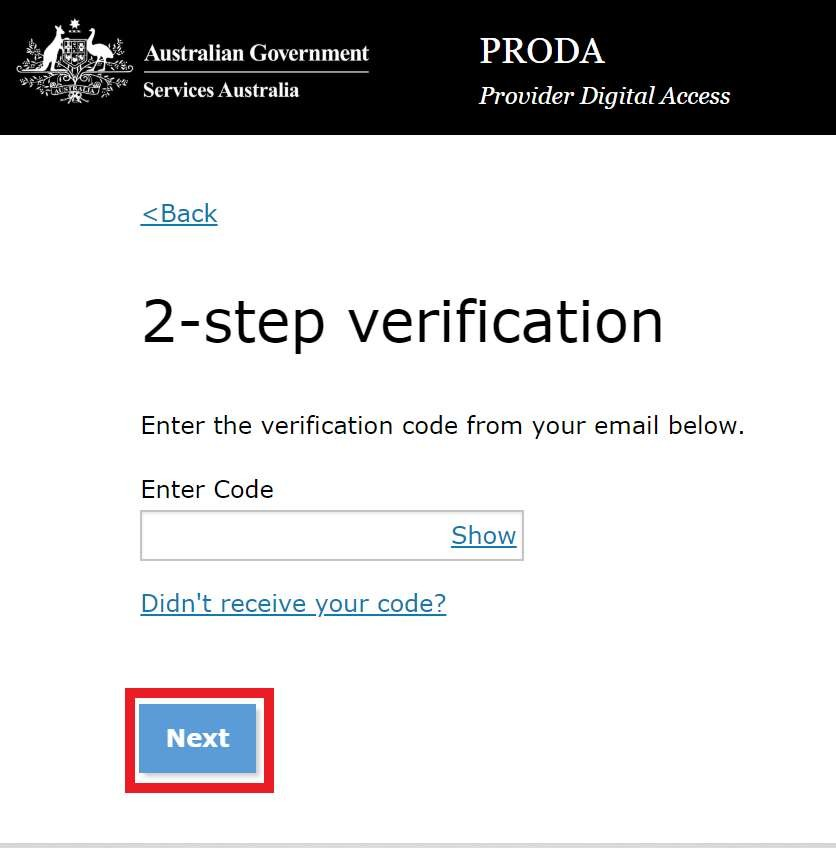 Australian Government
Services Australia
PRODA
Provider Digital Access
<Back
2-step verification
Enter the verification code from your email below.
Enter Code
Show
Didn't receive your code?
Next